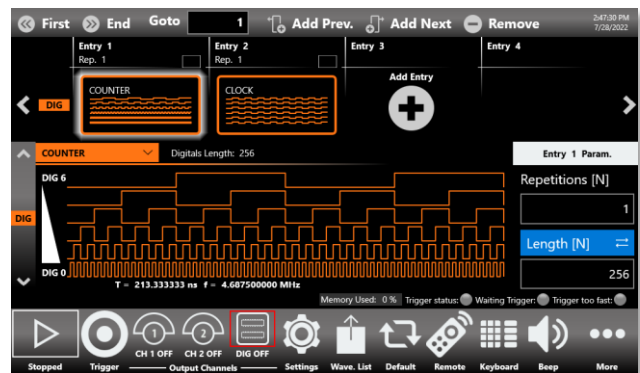 First End Goto 1 Add Prev. Add Next Remove 2:47:30 PM
7/28/2022
Entry 1 Entry 2 Entry 3 Entry 4
Rep. 1 Rep. 1
Add Entry
COUNTER CLOCK
DIG
COUNTER Digitals Length: 256 Entry 1 Param.
DIG 6 Repetitions [N]
1
DIG
Length [N]
DIG 0 256
T = 213.333333 ns f = 4.687500000 MHz
Memory Used: 0 % Trigger status: Waiting Trigger: Trigger too fast:
1 2
CH 1 OFF CH 2 OFF DIG OFF
Stopped Trigger Output Channels Settings Wave. List Default Remote Keyboard Beep More